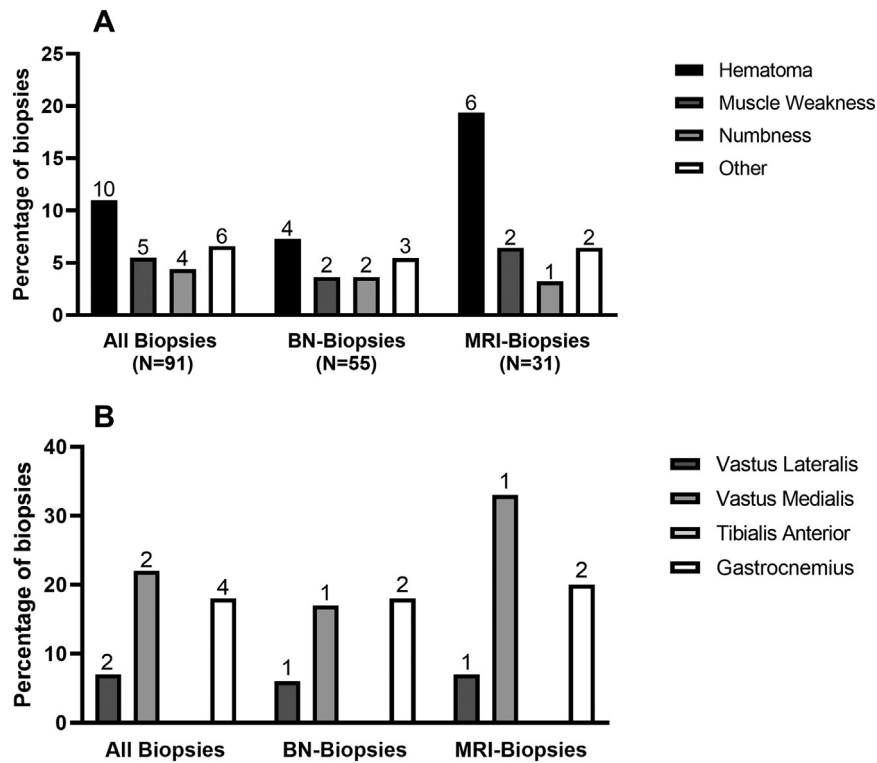 A
Percentage of biopsies
25
20
15
10
5
0
10
5
4
6
4
2
2
3
6
2
1
2
All Biopsies
(N=91)
BN-Biopsies
(N=55)
MRI-Biopsies
(N=31)
Hematoma
Muscle Weakness
Numbness
Other
B
Percentage of biopsies
40
30
20
10
0
2
2
4
1
1
2
1
1
2
All Biopsies
BN-Biopsies
MRI-Biopsies
Vastus Lateralis
Vastus Medialis
Tibialis Anterior
Gastrocnemius